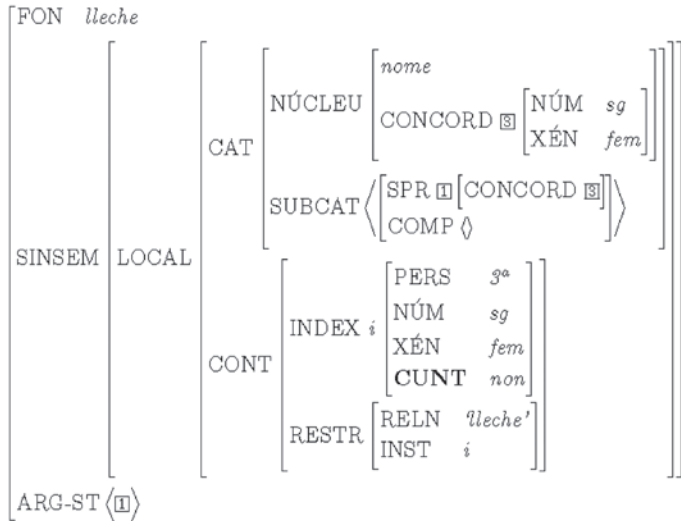 FON lleche
nome
NÚCLEU
CONCORD 3 NÚM sg
XÉN fem
CAT
SUBCAT ⟨ SPR 1 [CONCORD 3] ⟩
COMP ⟨⟩
SINSEM LOCAL
PERS 3ª
INDEX i NÚM sg
XÉN fem
CUNT non
CONT
RESTR RELN 'lleche'
INST i
ARG-ST ⟨1⟩